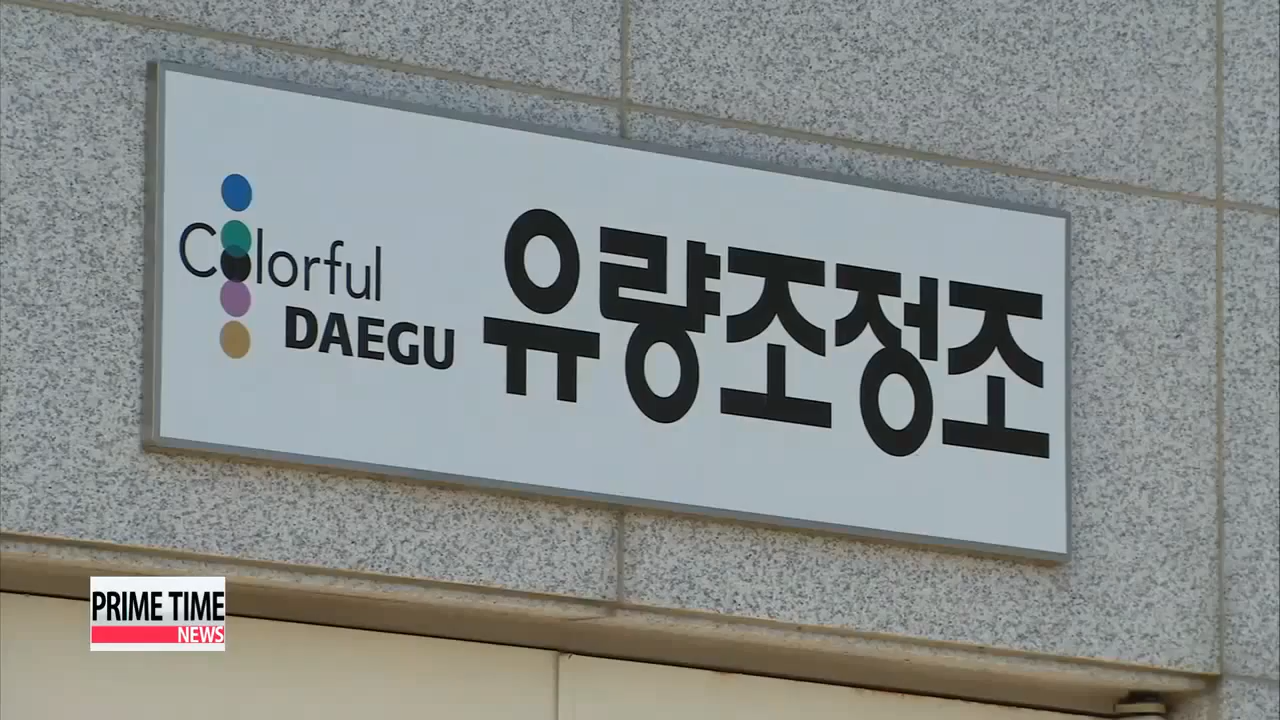 Colorful
DAEGU
유량조정조
PRIME TIME
NEWS